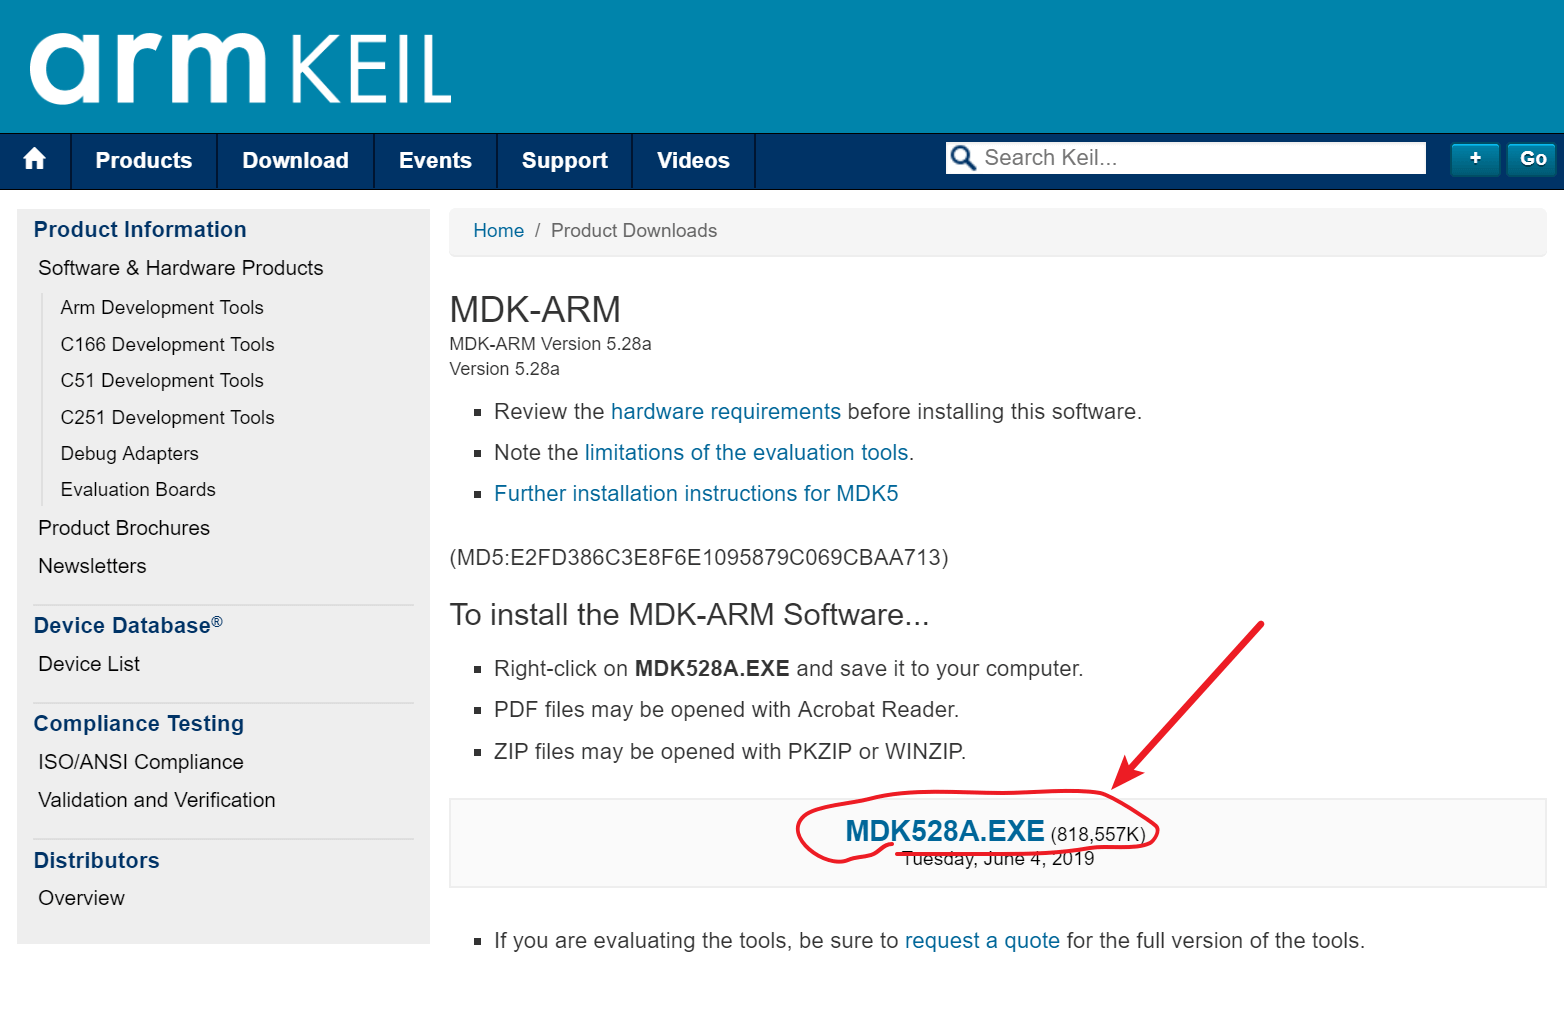 arm KEIL
Products Download Events Support Videos Search Keil... + Go
Product Information
Software & Hardware Products
Arm Development Tools
C166 Development Tools
C51 Development Tools
C251 Development Tools
Debug Adapters
Evaluation Boards
Product Brochures
Newsletters
Device Database®
Device List
Compliance Testing
ISO/ANSI Compliance
Validation and Verification
Distributors
Overview
Home / Product Downloads
MDK-ARM
MDK-ARM Version 5.28a
Version 5.28a
Review the hardware requirements before installing this software.
Note the limitations of the evaluation tools.
Further installation instructions for MDK5
(MD5:E2FD386C3E8F6E1095879C069CBAA713)
To install the MDK-ARM Software...
Right-click on MDK528A.EXE and save it to your computer.
PDF files may be opened with Acrobat Reader.
ZIP files may be opened with PKZIP or WINZIP.
MDK528A.EXE (818,557K)
Tuesday, June 4, 2019
If you are evaluating the tools, be sure to request a quote for the full version of the tools.